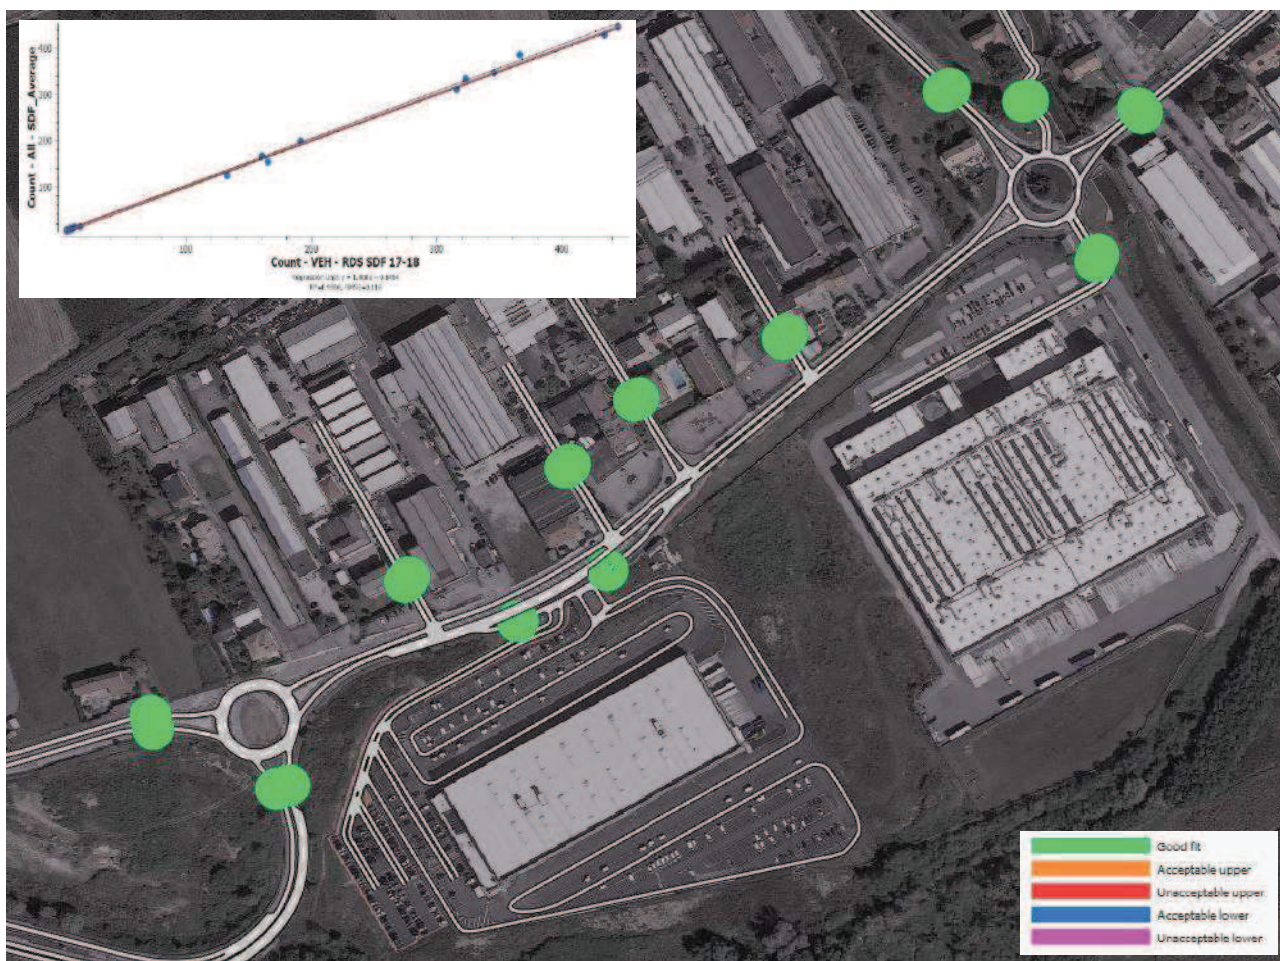 Count - All - SDF_Average
400
300
200
100
100
200
300
400
Count - VEH - RDS SDF 17-18
Good fit
Acceptable upper
Unacceptable upper
Acceptable lower
Unacceptable lower